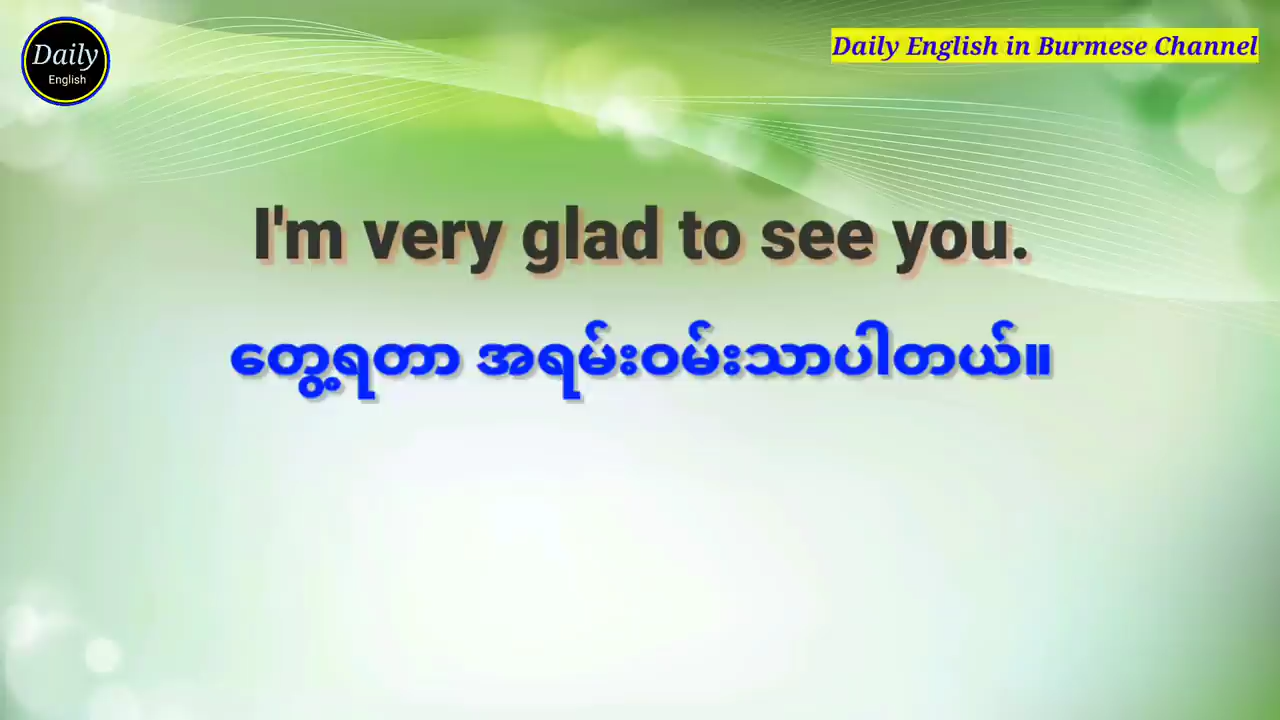 Daily
English
Daily English in Burmese Channel
I'm very glad to see you.
တွေ့ရတာ အရမ်းဝမ်းသာပါတယ်။